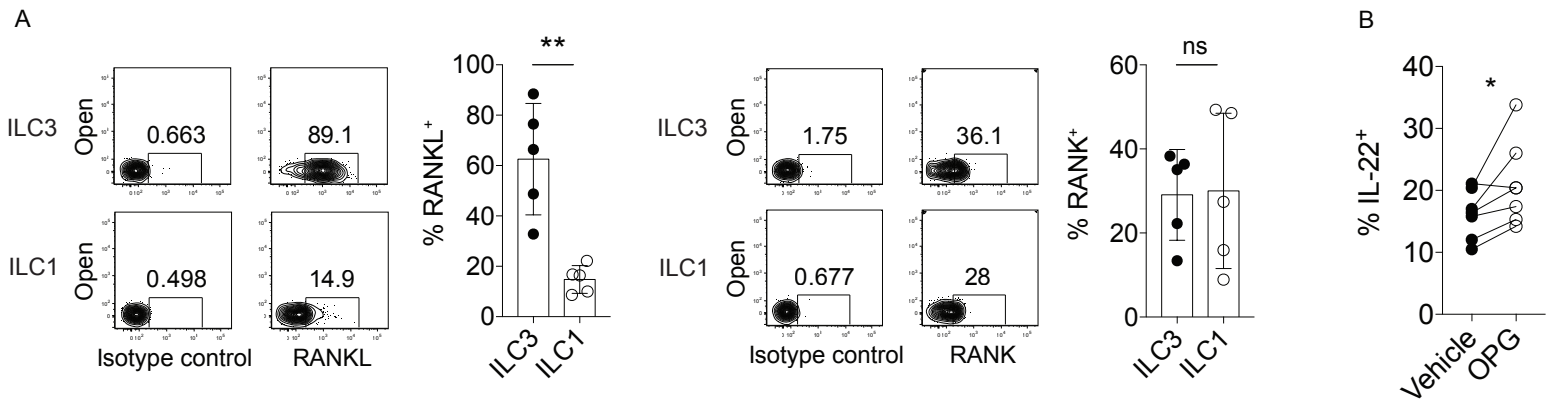 A
ILC3
Open
0.663
89.1
ILC1
Open
0.498
14.9
Isotype control
RANKL
**
% RANKL+
100
80
60
40
20
0
ILC3
ILC1
ILC3
Open
1.75
36.1
ILC1
Open
0.677
28
Isotype control
RANK
ns
% RANK+
60
40
20
0
ILC3
ILC1
B
*
% IL-22+
40
30
20
10
0
Vehicle
OPG